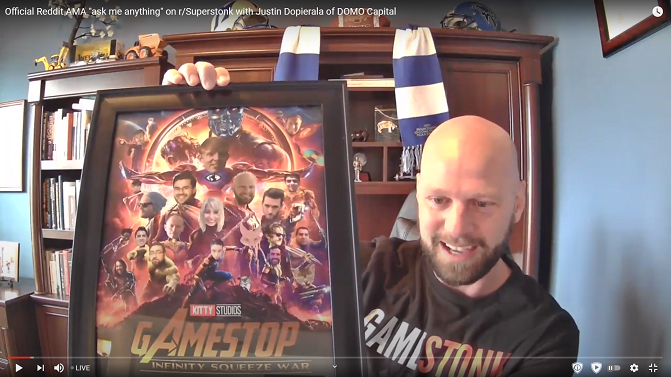 Official Reddit AMA "ask me anything" on r/Superstonk with Justin Dopierala of DOMO Capital
KITTY STUDIOS
GAMESTOP
INFINITY SQUEEZE WAR
GAMESTONK
LIVE